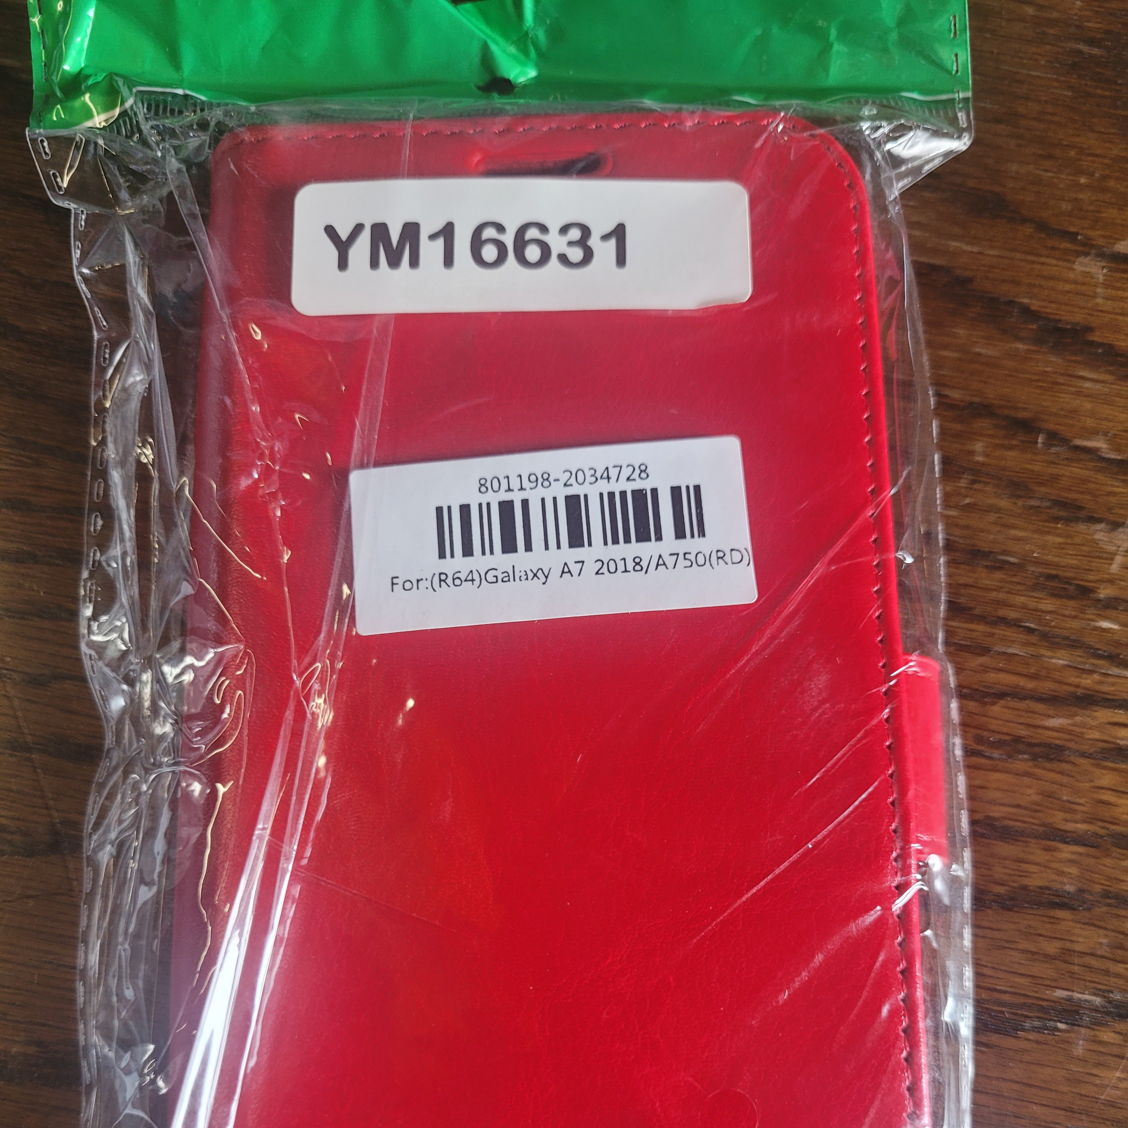 YM16631
801198-2034728
For:(R64)Galaxy A7 2018/A750(RD)